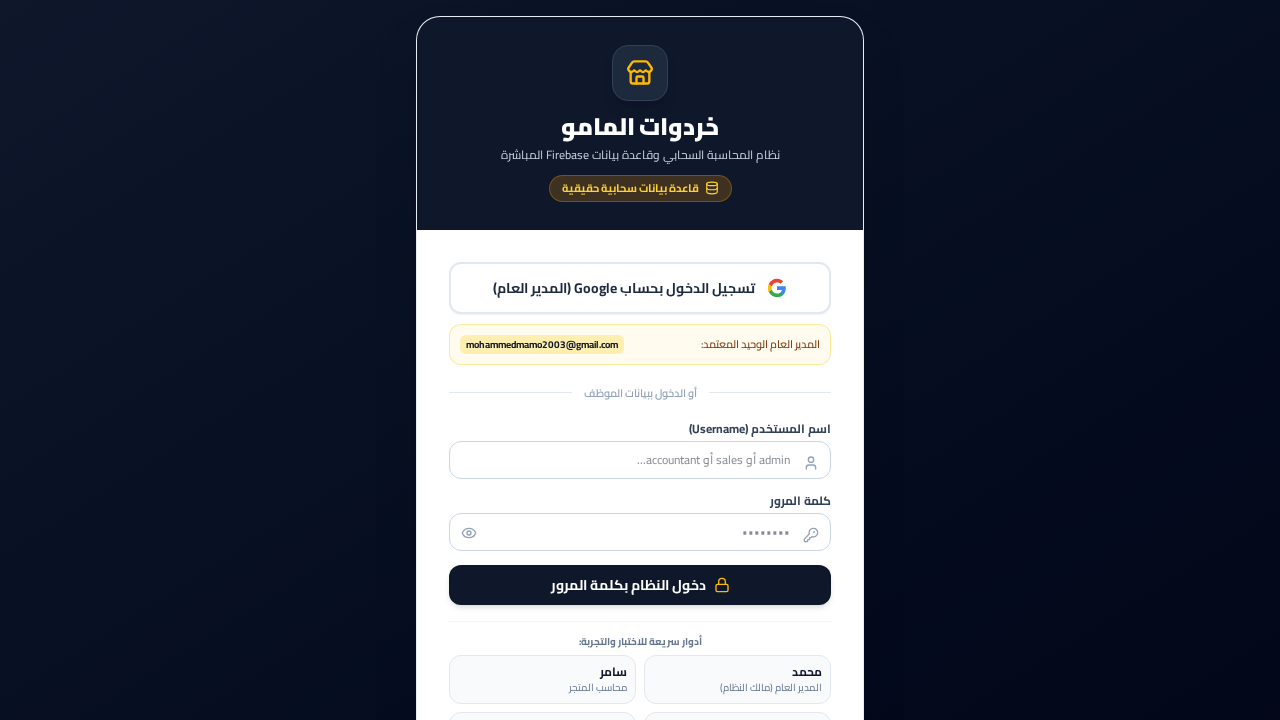 خردوات المامو
نظام المحاسبة السحابي وقاعدة بيانات Firebase المباشرة
قاعدة بيانات سحابية حقيقية
تسجيل الدخول بحساب Google (المدير العام)
المدير العام الوحيد المعتمد:
mohammedmamo2003@gmail.com
أو الدخول ببيانات الموظف
اسم المستخدم (Username)
admin أو sales أو accountant...
كلمة المرور
••••••••
دخول النظام بكلمة المرور
أدوار سريعة للاختبار والتجربة:
محمد
المدير العام (مالك النظام)
سامر
محاسب المتجر